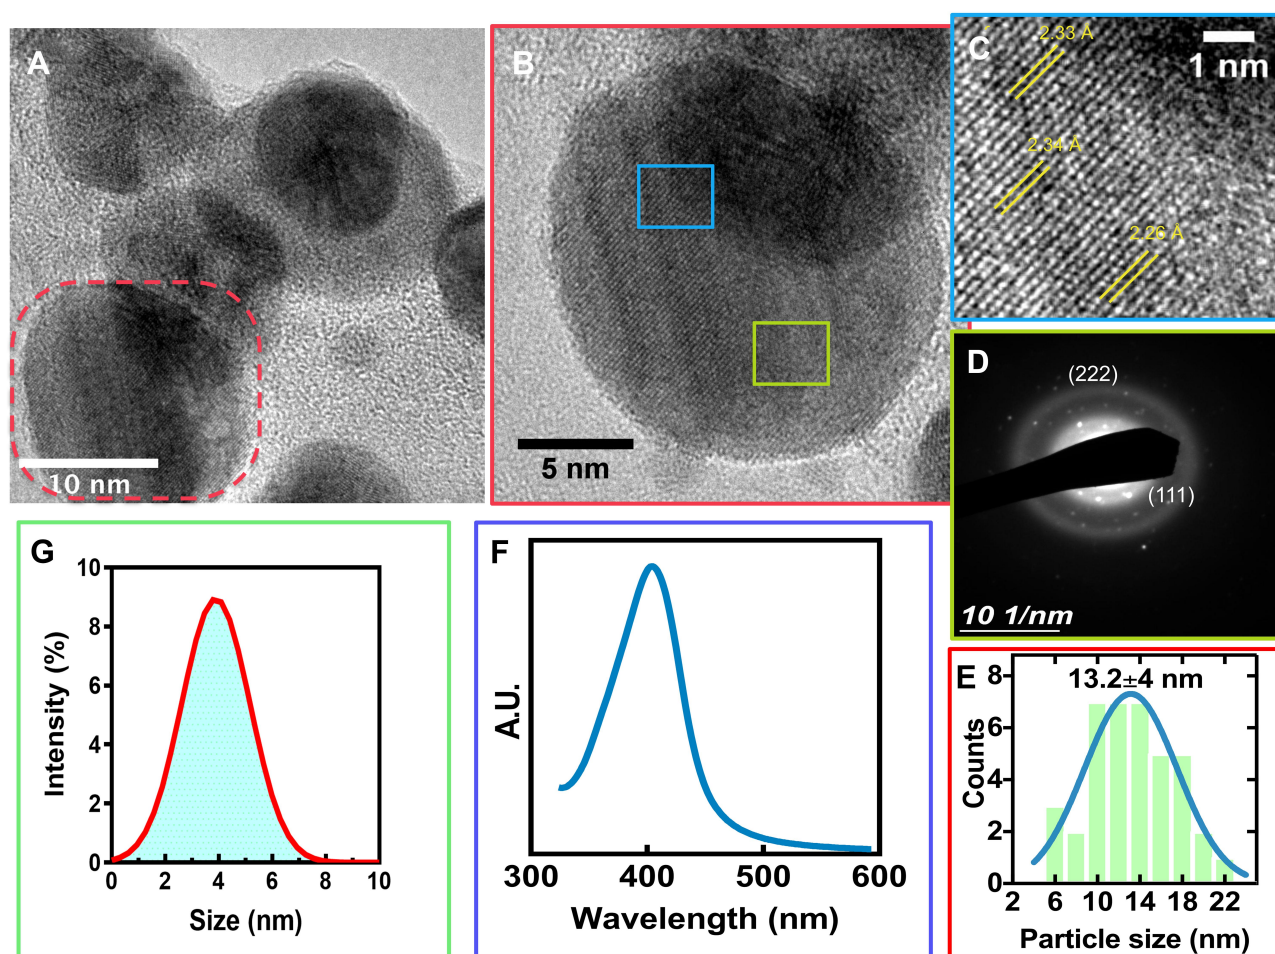 A
10 nm
B
5 nm
C
2.33 Å
1 nm
2.34 Å
2.26 Å
D
(222)
(111)
10 1/nm
G
Intensity (%)
10
8
6
4
2
0
0 2 4 6 8 10
Size (nm)
F
A.U.
300 400 500 600
Wavelength (nm)
E
13.2±4 nm
Counts
8
6
4
2
0
2 6 10 14 18 22
Particle size (nm)